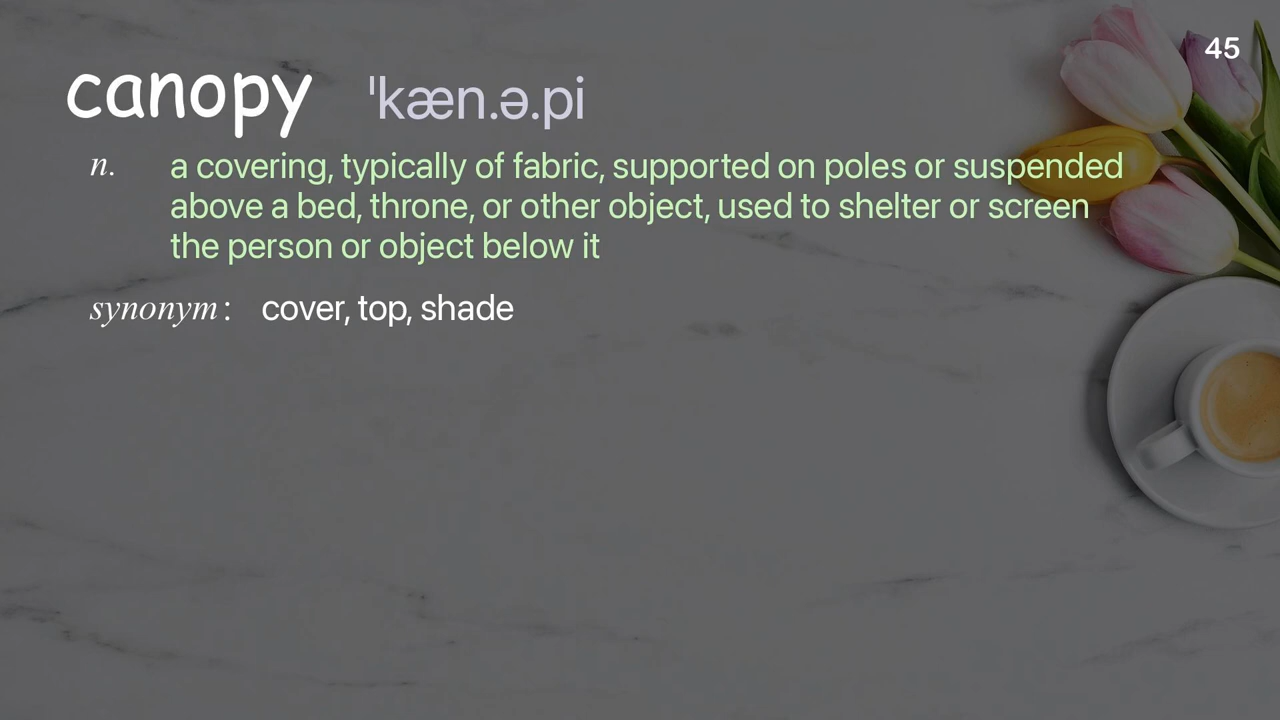 45
canopy ˈkæn.ə.pi
n. a covering, typically of fabric, supported on poles or suspended
above a bed, throne, or other object, used to shelter or screen
the person or object below it
synonym: cover, top, shade